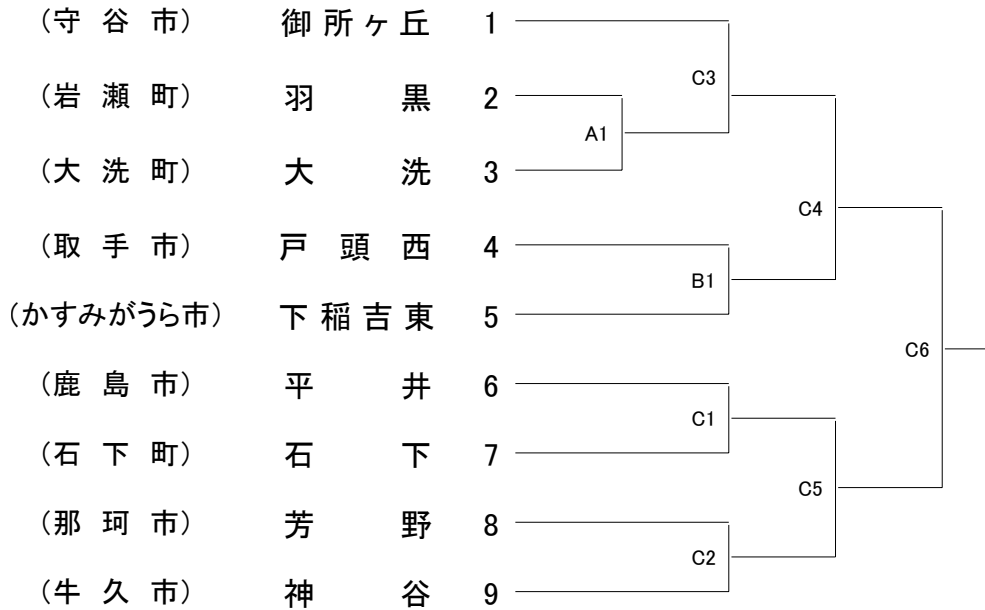 （守谷市） 御所ヶ丘 1
C3
（岩瀬町） 羽黒 2
A1
（大洗町） 大洗 3
C4
（取手市） 戸頭西 4
B1
（かすみがうら市） 下稲吉東 5
C6
（鹿島市） 平井 6
C1
（石下町） 石下 7
C5
（那珂市） 芳野 8
C2
（牛久市） 神谷 9